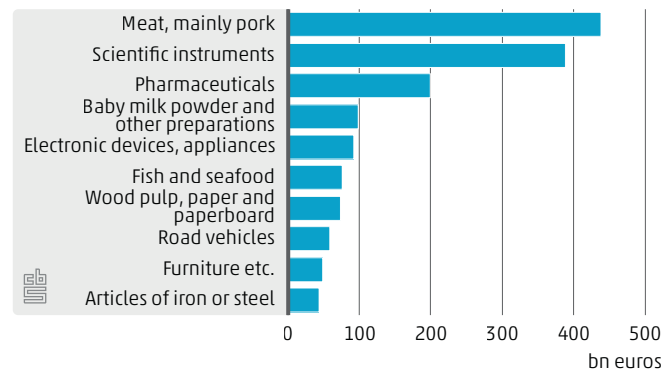 Meat, mainly pork
Scientific instruments
Pharmaceuticals
Baby milk powder and
other preparations
Electronic devices, appliances
Fish and seafood
Wood pulp, paper and
paperboard
Road vehicles
Furniture etc.
Articles of iron or steel
0 100 200 300 400 500
bn euros
cbs